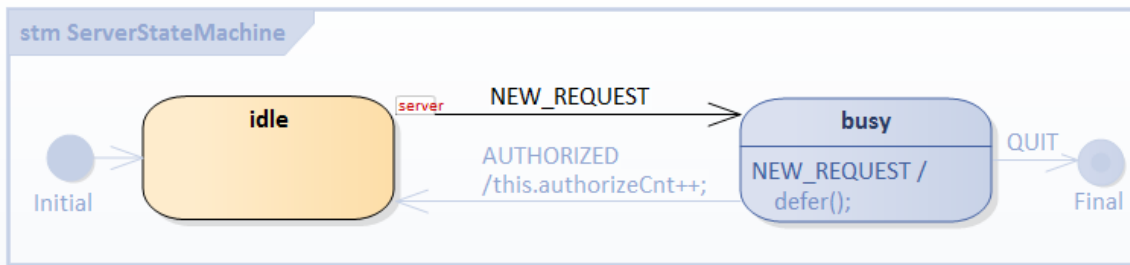 stm ServerStateMachine
idle
server
NEW_REQUEST
busy
AUTHORIZED
/this.authorizeCnt++;
NEW_REQUEST /
defer();
QUIT
Initial
Final